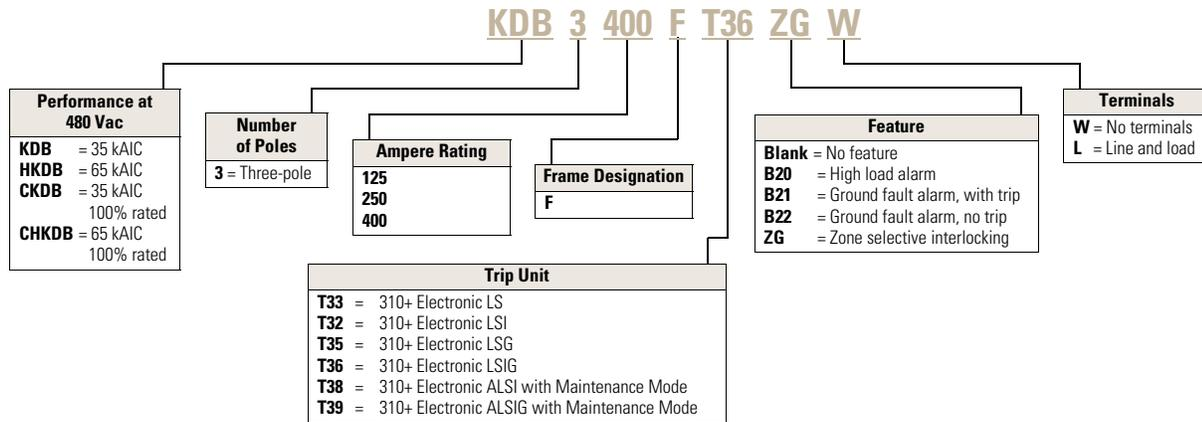 KDB 3 400 F T36 ZG W
Performance at
480 Vac
KDB = 35 kAIC
HKDB = 65 kAIC
CKDB = 35 kAIC
100% rated
CHKDB = 65 kAIC
100% rated
Number
of Poles
3 = Three-pole
Ampere Rating
125
250
400
Frame Designation
F
Trip Unit
T33 = 310+ Electronic LS
T32 = 310+ Electronic LSI
T35 = 310+ Electronic LSG
T36 = 310+ Electronic LSIG
T38 = 310+ Electronic ALSI with Maintenance Mode
T39 = 310+ Electronic ALSIG with Maintenance Mode
Feature
Blank = No feature
B20 = High load alarm
B21 = Ground fault alarm, with trip
B22 = Ground fault alarm, no trip
ZG = Zone selective interlocking
Terminals
W = No terminals
L = Line and load